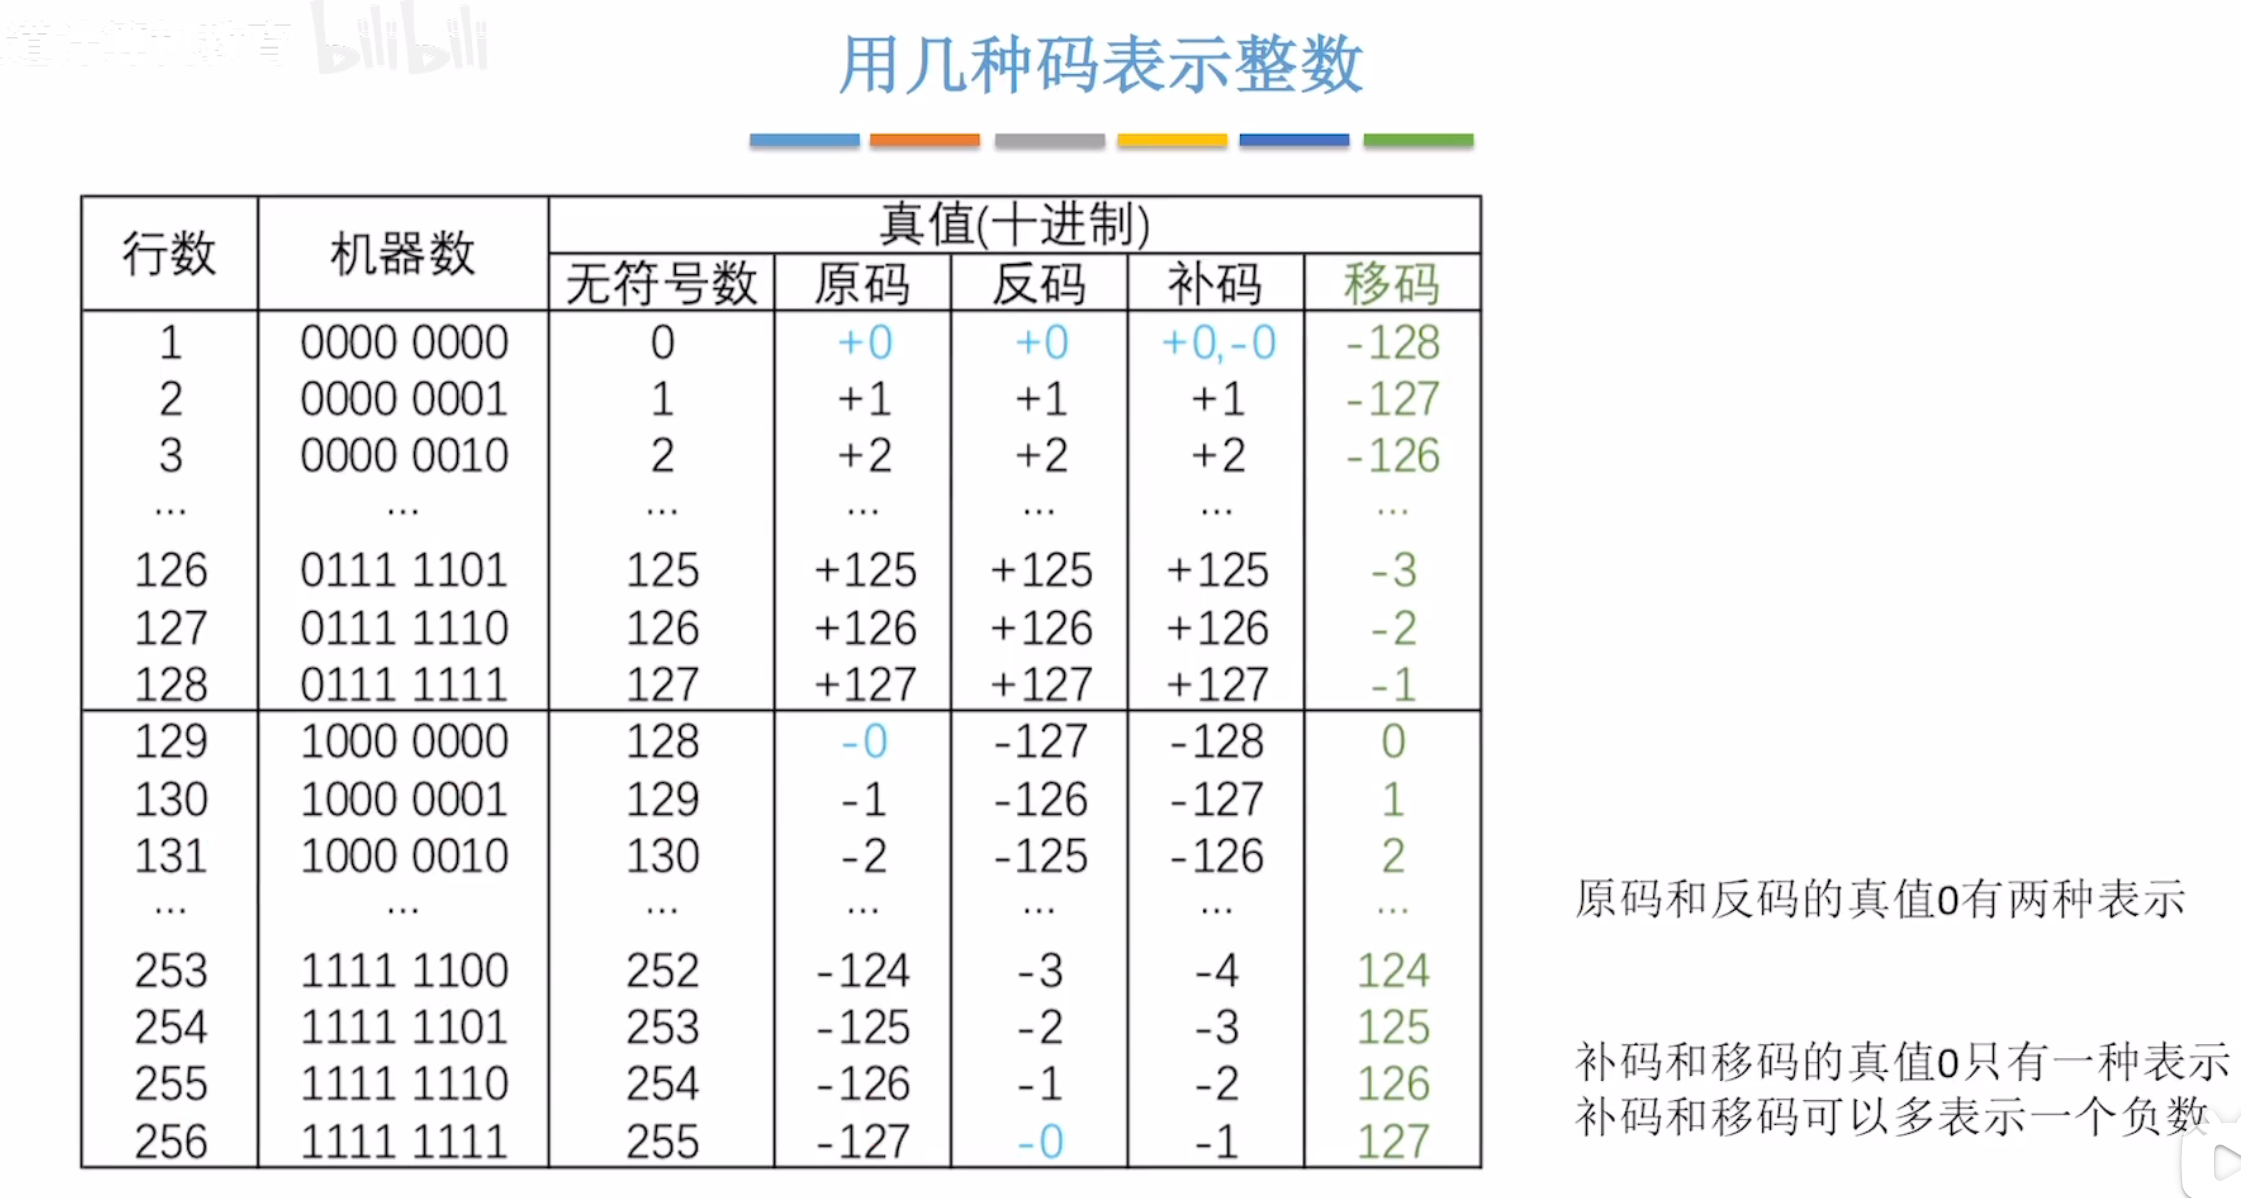 bilibili
用几种码表示整数
行数 机器数 真值(十进制)
无符号数 原码 反码 补码 移码
1 0000 0000 0 +0 +0 +0,-0 -128
2 0000 0001 1 +1 +1 +1 -127
3 0000 0010 2 +2 +2 +2 -126
... ... ... ... ... ... ...
126 0111 1101 125 +125 +125 +125 -3
127 0111 1110 126 +126 +126 +126 -2
128 0111 1111 127 +127 +127 +127 -1
129 1000 0000 128 -0 -127 -128 0
130 1000 0001 129 -1 -126 -127 1
131 1000 0010 130 -2 -125 -126 2
... ... ... ... ... ... ...
253 1111 1100 252 -124 -3 -4 124
254 1111 1101 253 -125 -2 -3 125
255 1111 1110 254 -126 -1 -2 126
256 1111 1111 255 -127 -0 -1 127
原码和反码的真值0有两种表示
补码和移码的真值0只有一种表示
补码和移码可以多表示一个负数